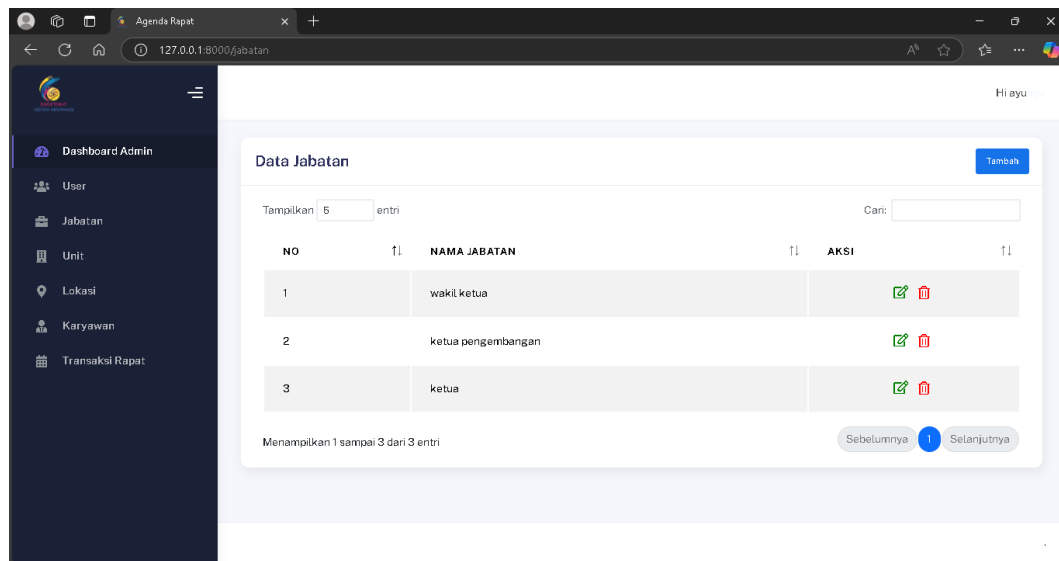 Agenda Rapat
127.0.0.1:8000/jabatan
Hi ayu
Dashboard Admin
User
Jabatan
Unit
Lokasi
Karyawan
Transaksi Rapat
Data Jabatan
Tambah
Tampilkan 5 entri
Cari:
NO NAMA JABATAN AKSI
1 wakil ketua
2 ketua pengembangan
3 ketua
Menampilkan 1 sampai 3 dari 3 entri
Sebelumnya 1 Selanjutnya